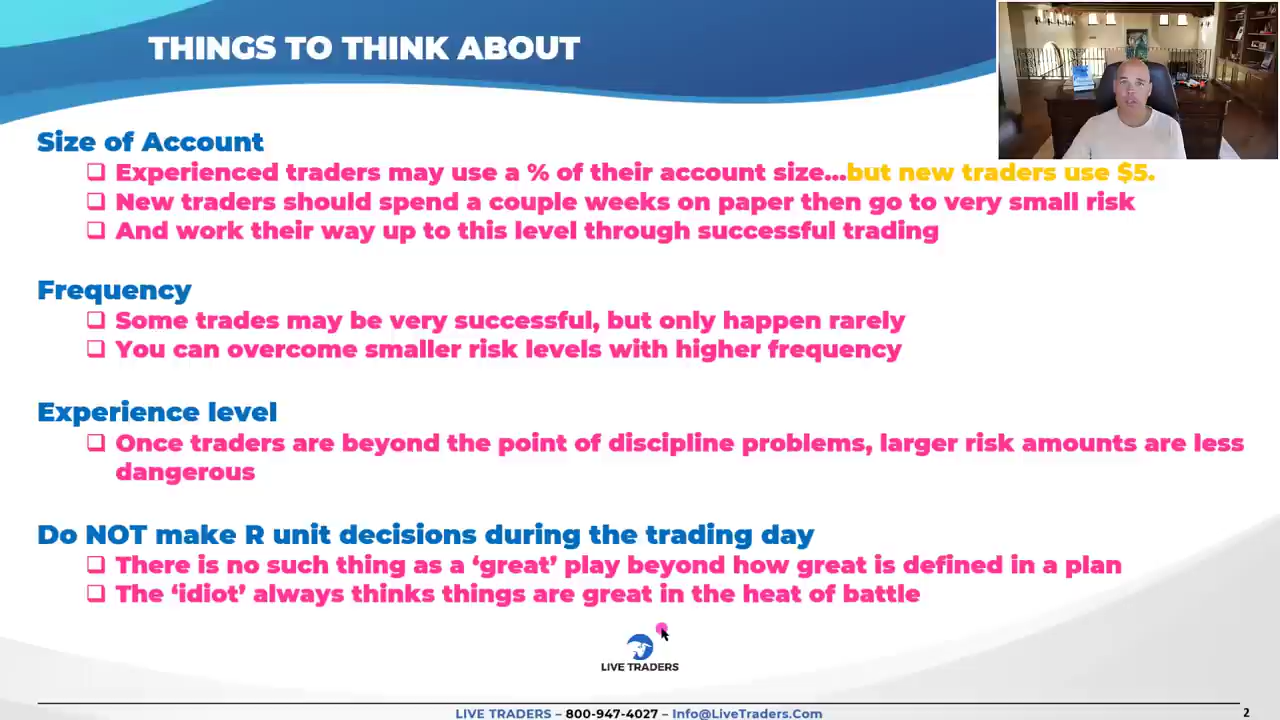 THINGS TO THINK ABOUT
Size of Account
Experienced traders may use a % of their account size...but new traders use $5.
New traders should spend a couple weeks on paper then go to very small risk
And work their way up to this level through successful trading
Frequency
Some trades may be very successful, but only happen rarely
You can overcome smaller risk levels with higher frequency
Experience level
Once traders are beyond the point of discipline problems, larger risk amounts are less
dangerous
Do NOT make R unit decisions during the trading day
There is no such thing as a ‘great’ play beyond how great is defined in a plan
The ‘idiot’ always thinks things are great in the heat of battle
LIVE TRADERS
LIVE TRADERS – 800-947-4027 – Info@LiveTraders.Com
2